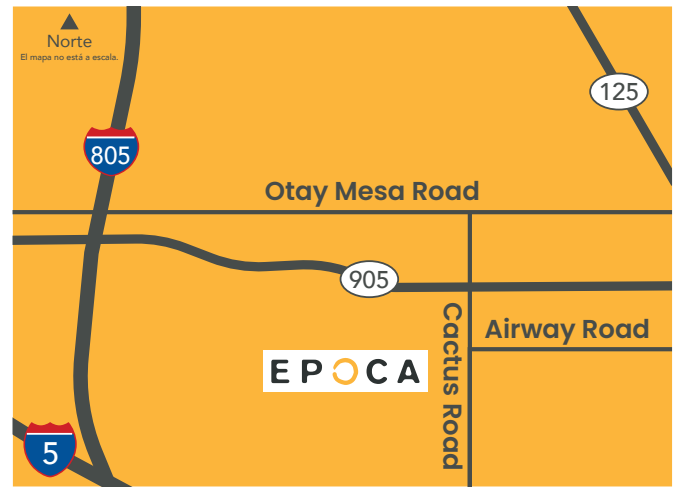 Norte
El mapa no está a escala.
125
805
Otay Mesa Road
905
Cactus Road
Airway Road
EPOCA
5